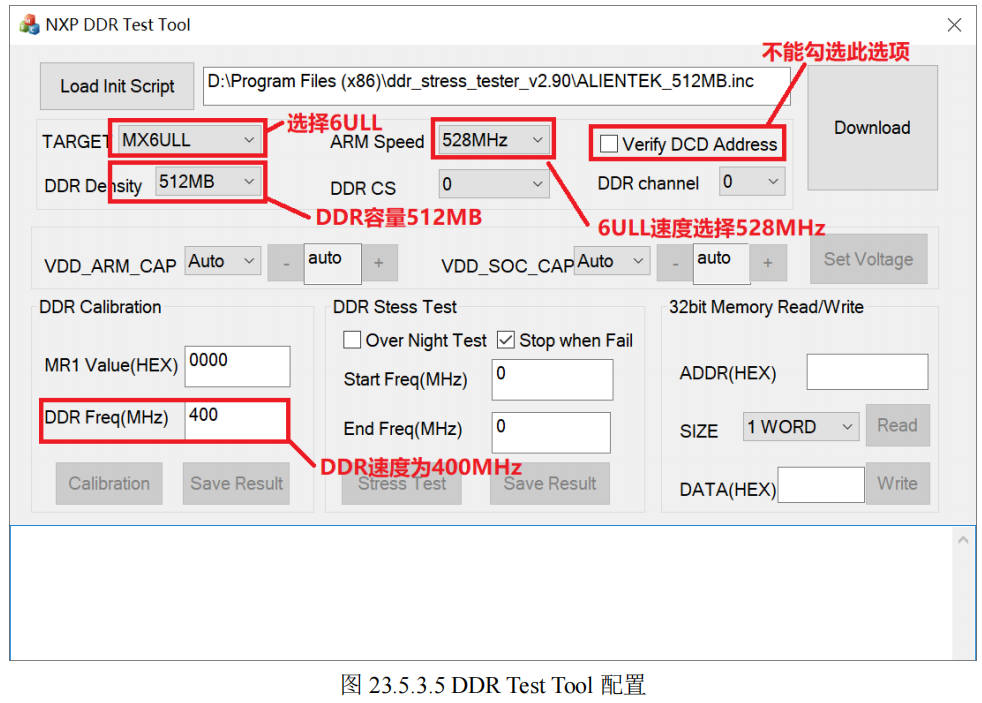 NXP DDR Test Tool
不能勾选此选项
Load Init Script
D:\Program Files (x86)\ddr_stress_tester_v2.90\ALIENTEK_512MB.inc
Download
TARGET
MX6ULL
选择6ULL
ARM Speed
528MHz
Verify DCD Address
DDR Density
512MB
DDR CS
0
DDR channel
0
DDR容量512MB
6ULL速度选择528MHz
VDD_ARM_CAP
Auto
-
auto
+
VDD_SOC_CAP
Auto
-
auto
+
Set Voltage
DDR Calibration
MR1 Value(HEX)
0000
DDR Freq(MHz)
400
DDR速度为400MHz
Calibration
Save Result
DDR Stess Test
Over Night Test
Stop when Fail
Start Freq(MHz)
0
End Freq(MHz)
0
Stress Test
Save Result
32bit Memory Read/Write
ADDR(HEX)
SIZE
1 WORD
Read
DATA(HEX)
Write
图 23.5.3.5 DDR Test Tool 配置